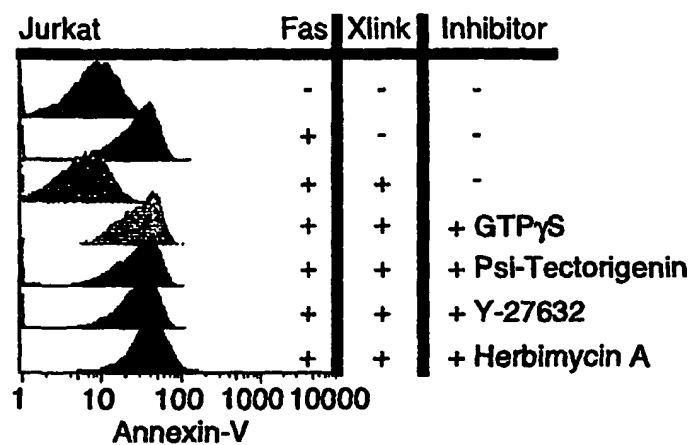 Jurkat Fas Xlink Inhibitor
- - -
+ - -
+ + -
+ + + GTPγS
+ + + Psi-Tectorigenin
+ + + Y-27632
+ + + Herbimycin A
1 10 100 1000 10000
Annexin-V